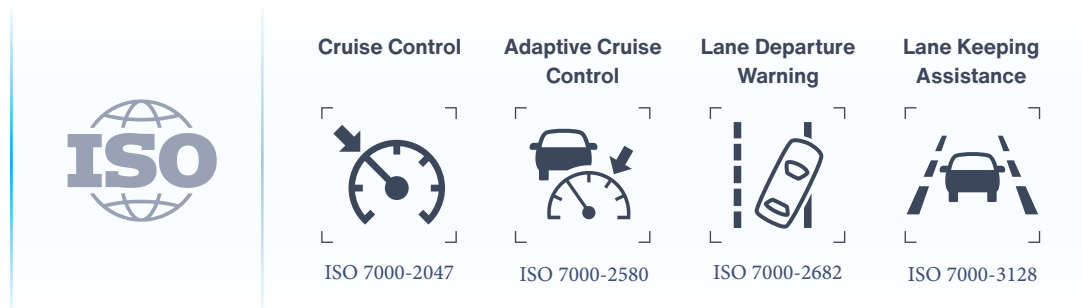 ISO
Cruise Control
ISO 7000-2047
Adaptive Cruise
Control
ISO 7000-2580
Lane Departure
Warning
ISO 7000-2682
Lane Keeping
Assistance
ISO 7000-3128